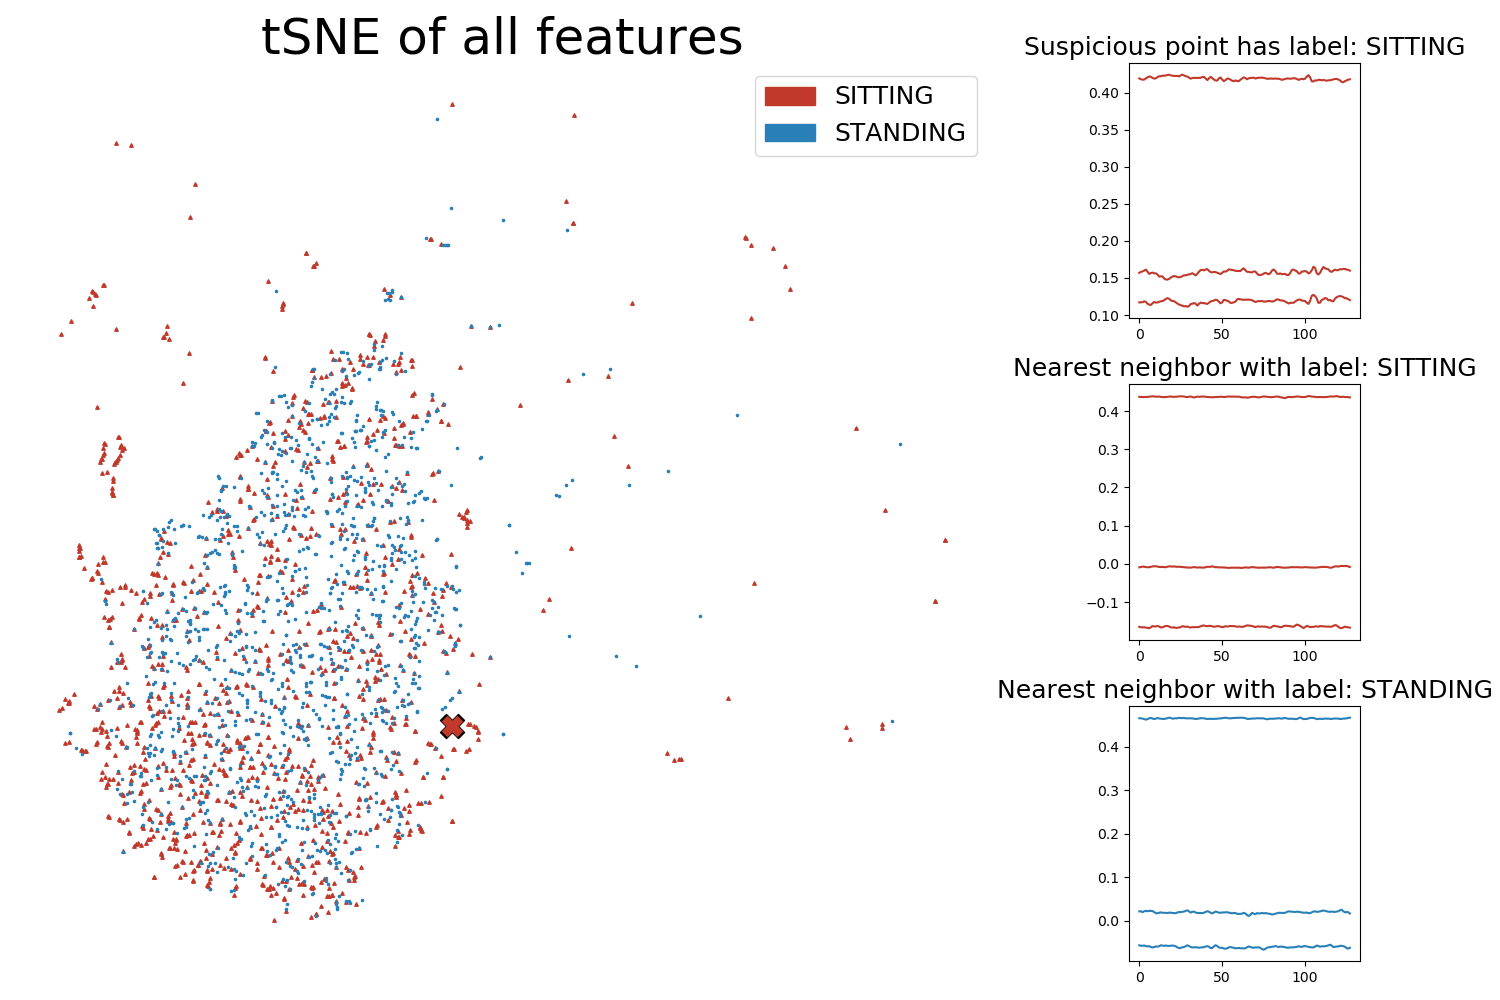 tSNE of all features
SITTING
STANDING
Suspicious point has label: SITTING
0.40
0.35
0.30
0.25
0.20
0.15
0.10
0 50 100
Nearest neighbor with label: SITTING
0.4
0.3
0.2
0.1
0.0
−0.1
0 50 100
Nearest neighbor with label: STANDING
0.4
0.3
0.2
0.1
0.0
0 50 100